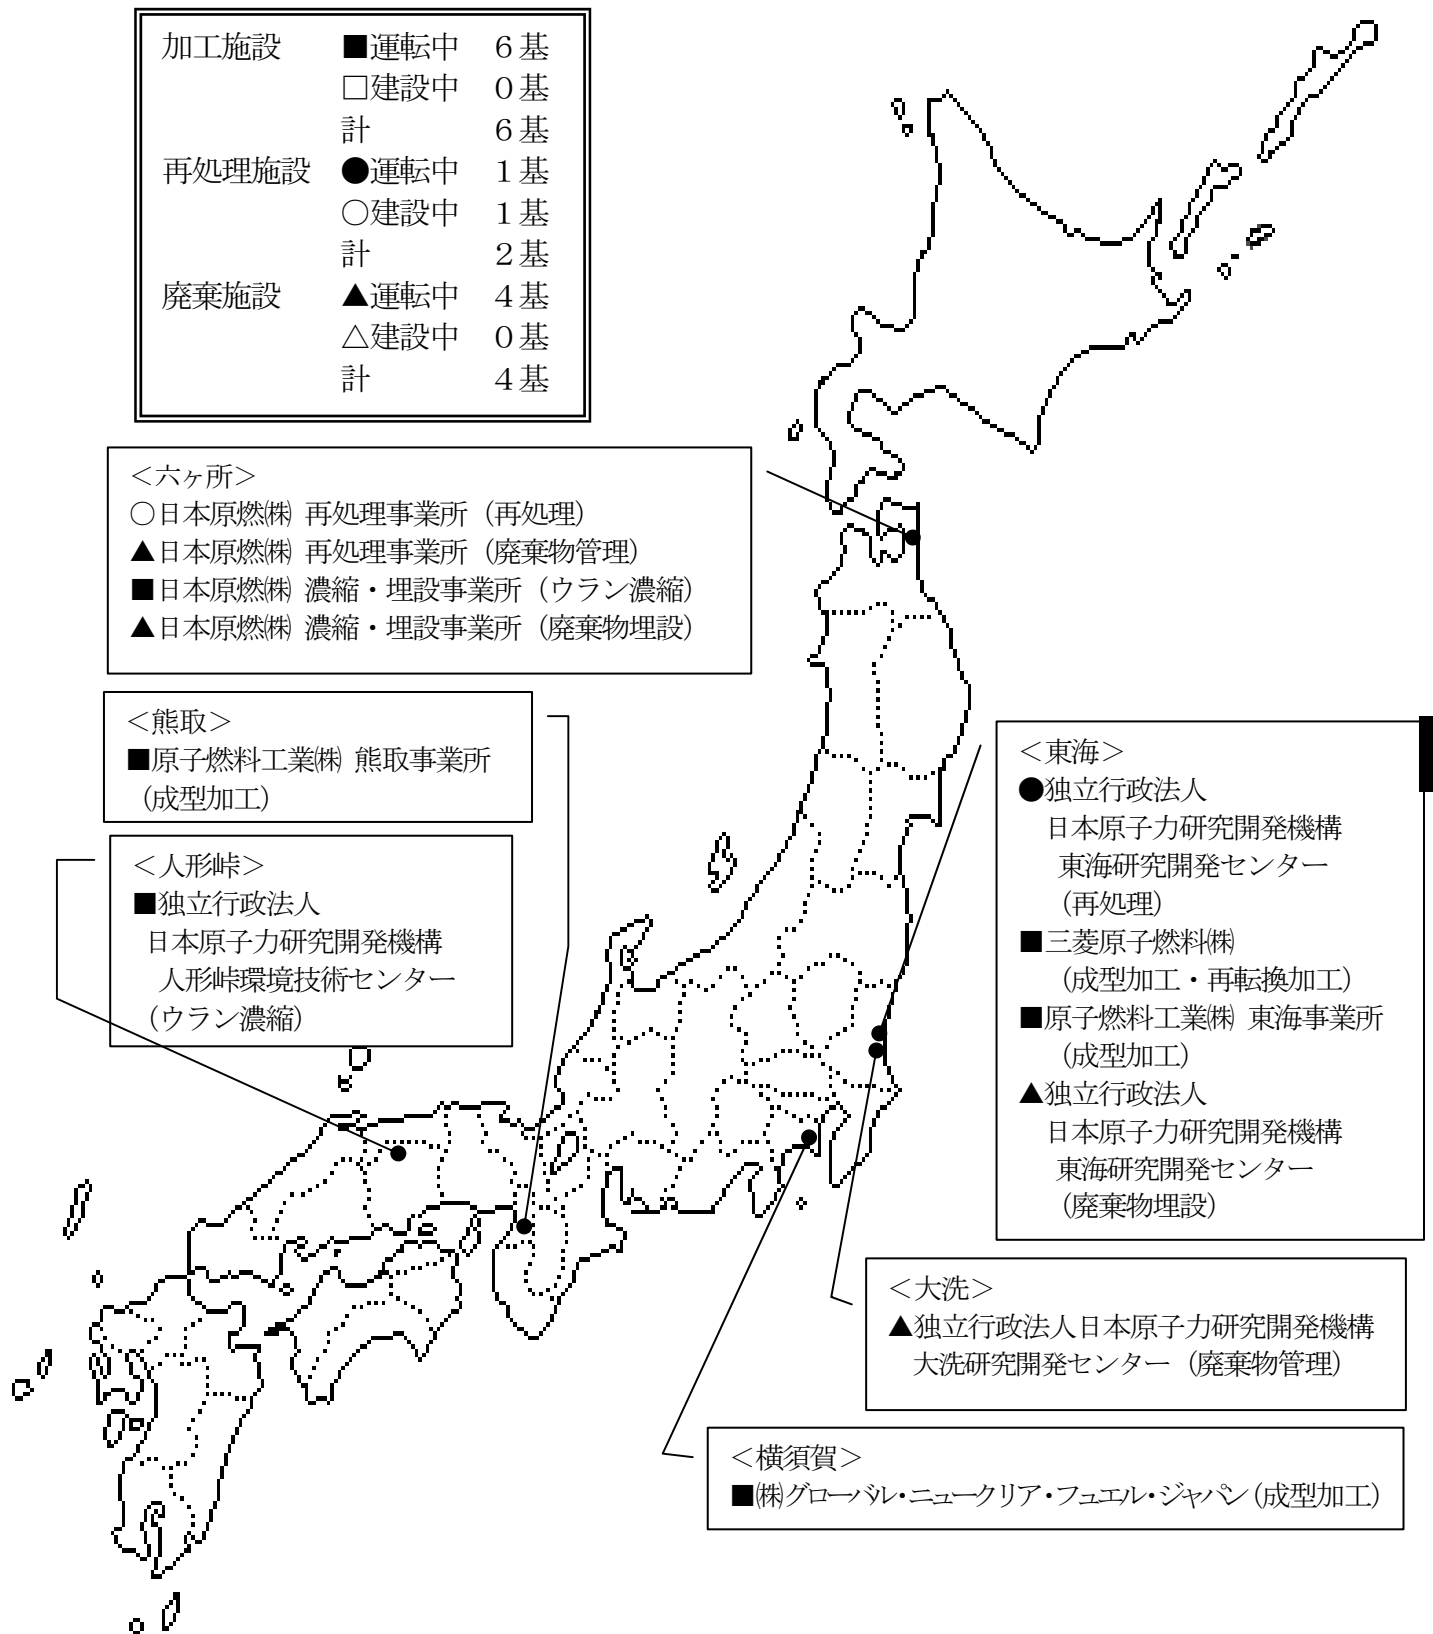 加工施設 ■運転中 6基
□建設中 0基
計 6基
再処理施設 ●運転中 1基
○建設中 1基
計 2基
廃棄施設 ▲運転中 4基
△建設中 0基
計 4基
＜六ヶ所＞
○日本原燃㈱ 再処理事業所（再処理）
▲日本原燃㈱ 再処理事業所（廃棄物管理）
■日本原燃㈱ 濃縮・埋設事業所（ウラン濃縮）
▲日本原燃㈱ 濃縮・埋設事業所（廃棄物埋設）
＜熊取＞
■原子燃料工業㈱ 熊取事業所
（成型加工）
＜人形峠＞
■独立行政法人
日本原子力研究開発機構
人形峠環境技術センター
（ウラン濃縮）
＜東海＞
●独立行政法人
日本原子力研究開発機構
東海研究開発センター
（再処理）
■三菱原子燃料㈱
（成型加工・再転換加工）
■原子燃料工業㈱ 東海事業所
（成型加工）
▲独立行政法人
日本原子力研究開発機構
東海研究開発センター
（廃棄物埋設）
＜大洗＞
▲独立行政法人日本原子力研究開発機構
大洗研究開発センター（廃棄物管理）
＜横須賀＞
■㈱グローバル・ニュークリア・フュエル・ジャパン（成型加工）